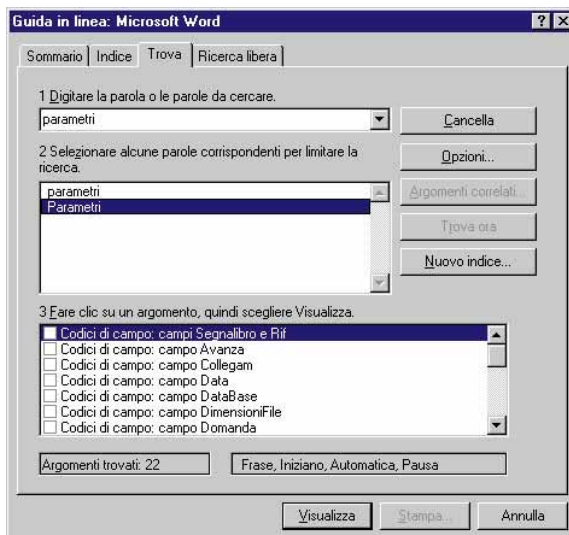 Guida in linea: Microsoft Word
Sommario Indice Trova Ricerca libera
1 Digitare la parola o le parole da cercare.
parametri
Cancella
2 Selezionare alcune parole corrispondenti per limitare la
ricerca.
Opzioni...
parametri
Parametri
Argomenti correlati...
Trova ora
Nuovo indice...
3 Fare clic su un argomento, quindi scegliere Visualizza.
Codici di campo: campi Segnalibro e Rif
Codici di campo: campo Avanza
Codici di campo: campo Collegam
Codici di campo: campo Data
Codici di campo: campo DataBase
Codici di campo: campo DimensioniFile
Codici di campo: campo Domanda
Argomenti trovati: 22
Frase, Iniziano, Automatica, Pausa
Visualizza Stampa... Annulla